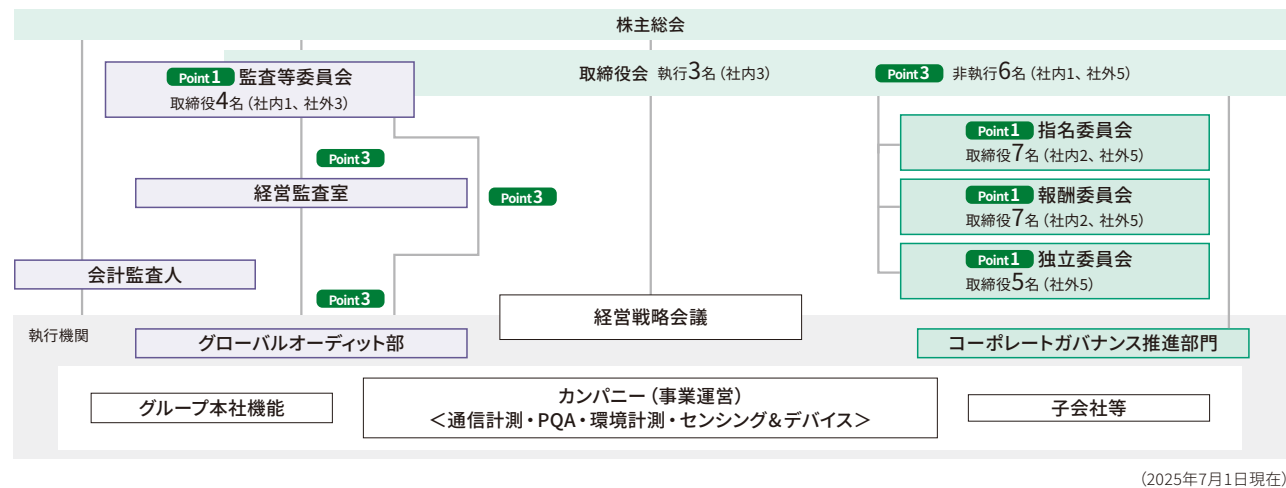 株主総会
Point1 監査等委員会
取締役4名(社内1、社外3)
取締役会 執行3名(社内3)
Point3 非執行6名(社内1、社外5)
Point1 指名委員会
取締役7名(社内2、社外5)
Point3
経営監査室
Point3
Point1 報酬委員会
取締役7名(社内2、社外5)
会計監査人
Point1 独立委員会
取締役5名(社外5)
Point3
経営戦略会議
執行機関
グローバルオーディット部
コーポレートガバナンス推進部門
グループ本社機能
カンパニー(事業運営)
<通信計測・PQA・環境計測・センシング&デバイス>
子会社等
(2025年7月1日現在)